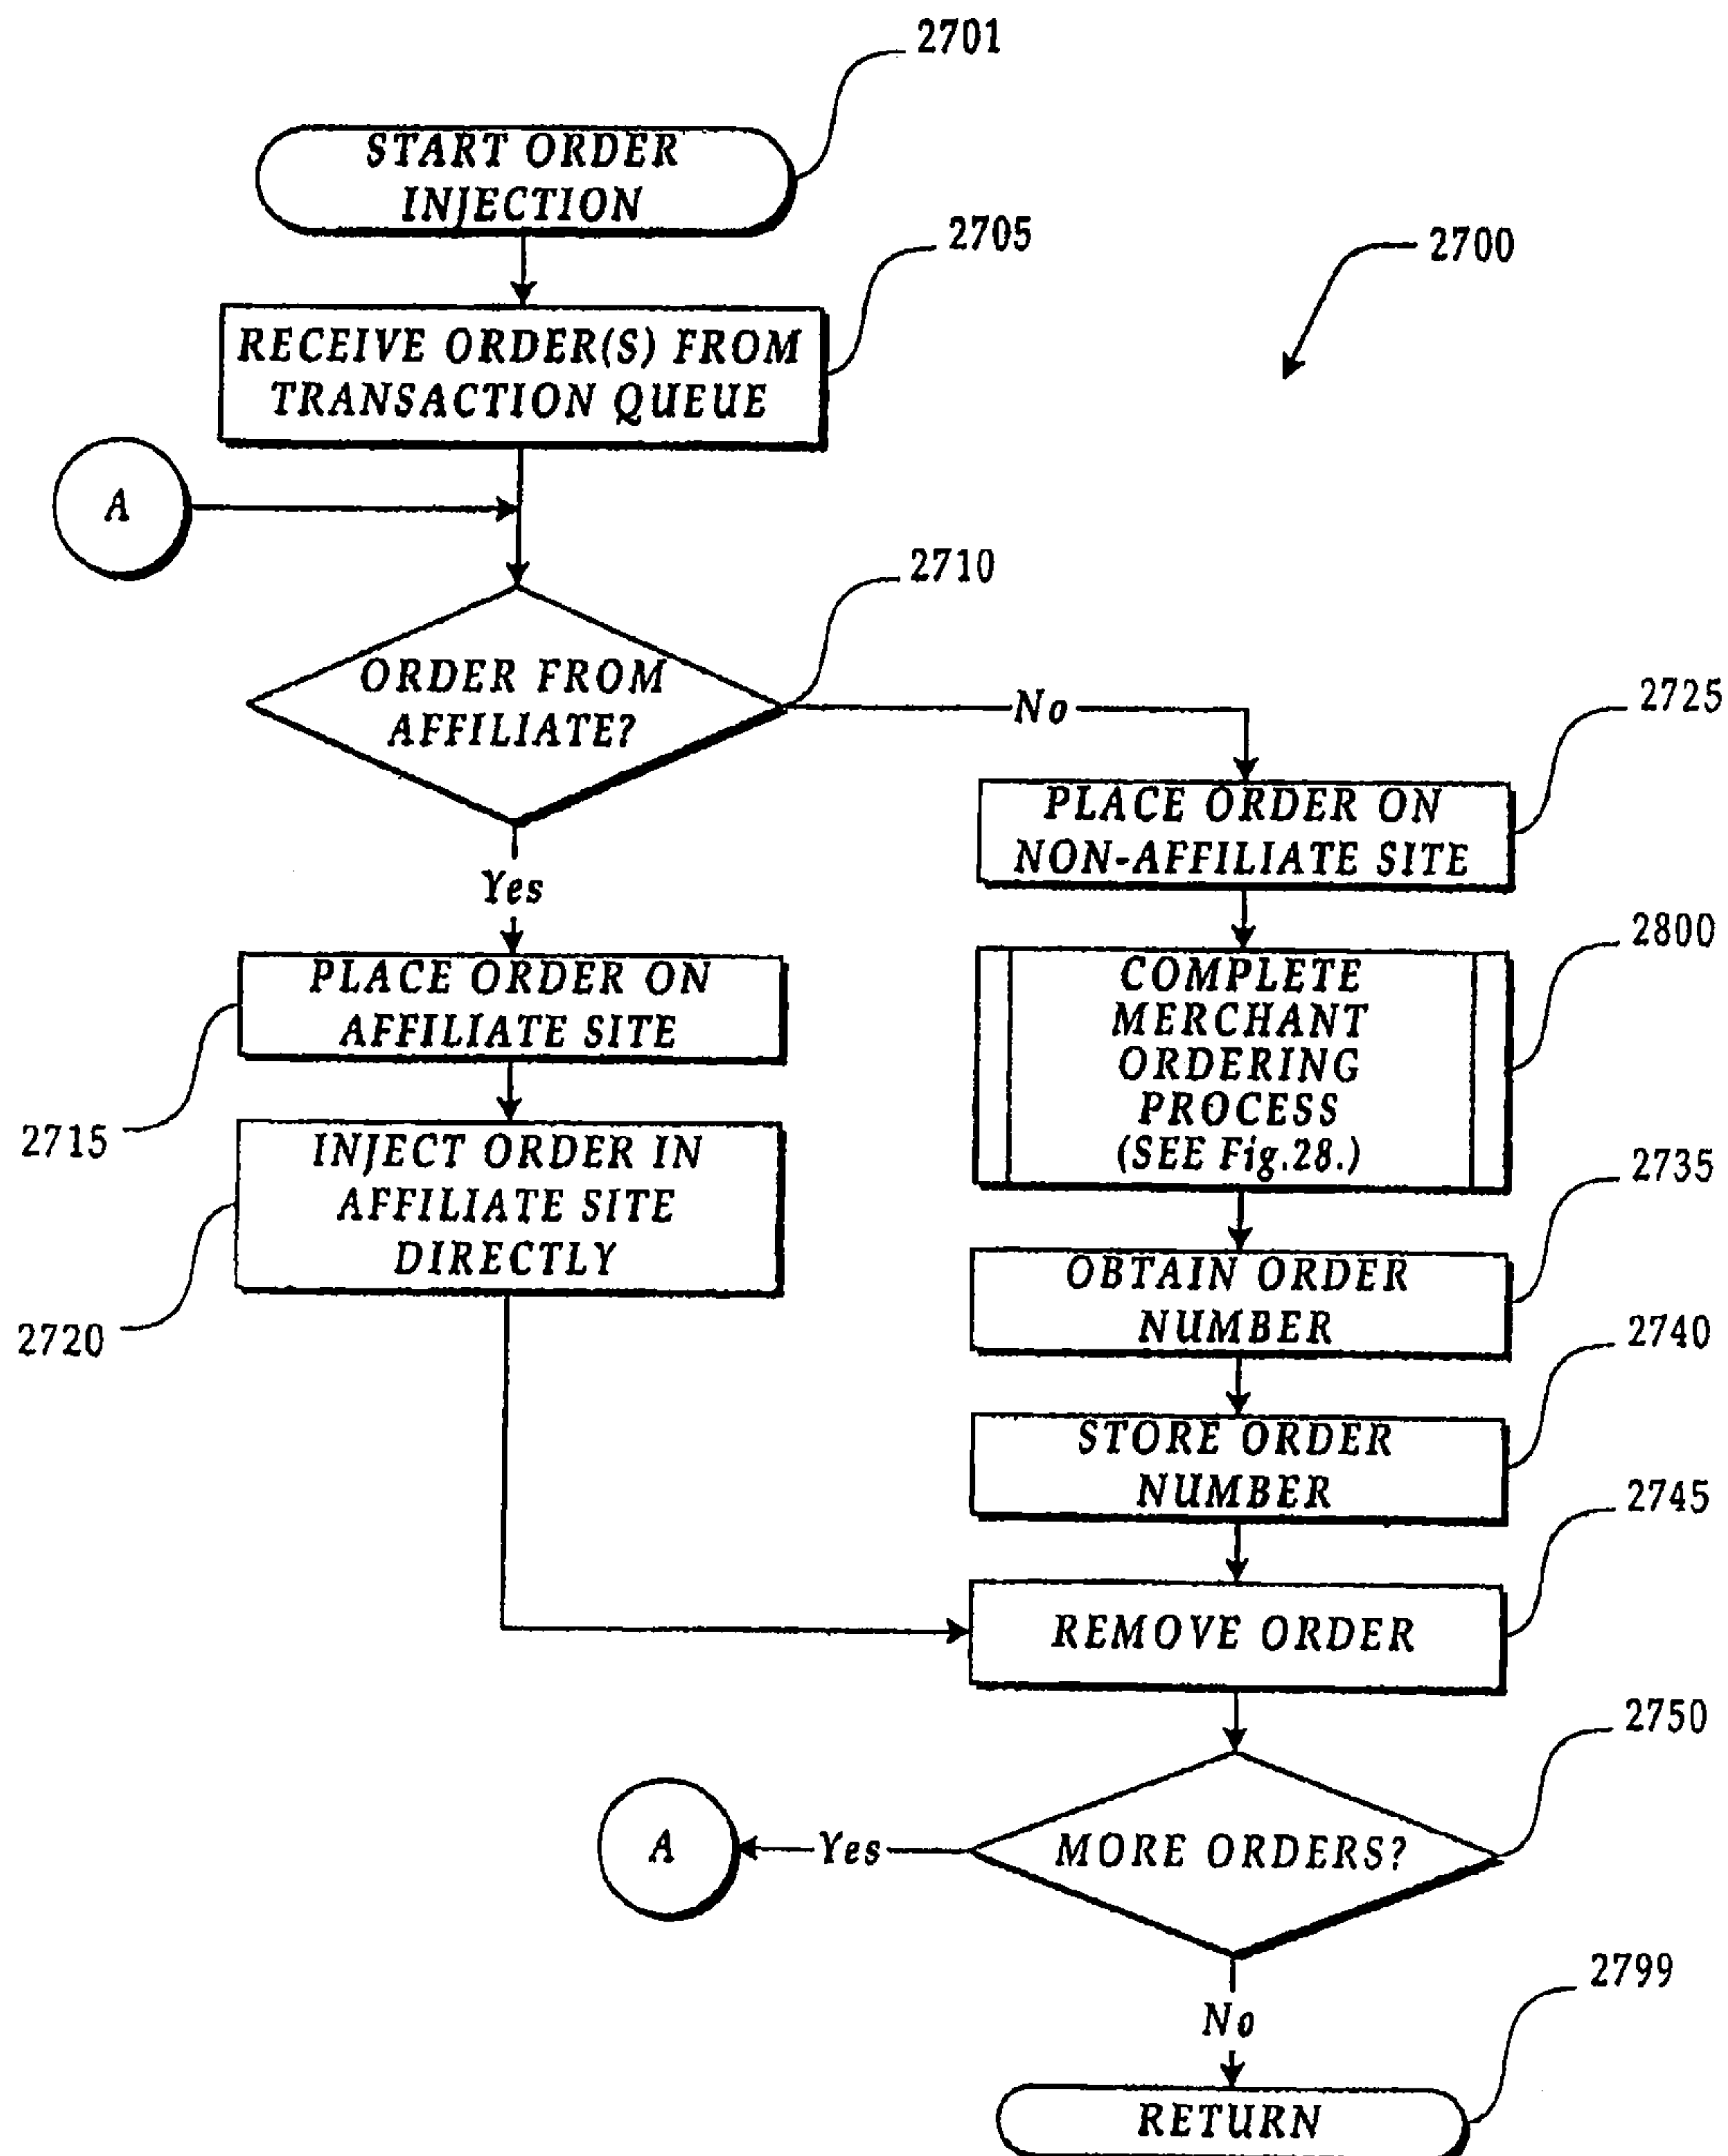 2701
START ORDER
INJECTION
2705
2700
RECEIVE ORDER(S) FROM
TRANSACTION QUEUE
A
2710
ORDER FROM
AFFILIATE?
No
2725
PLACE ORDER ON
NON-AFFILIATE SITE
Yes
2800
PLACE ORDER ON
AFFILIATE SITE
COMPLETE
MERCHANT
ORDERING
PROCESS
(SEE Fig.28.)
2715
INJECT ORDER IN
AFFILIATE SITE
DIRECTLY
2735
2720
OBTAIN ORDER
NUMBER
2740
STORE ORDER
NUMBER
2745
REMOVE ORDER
2750
A
Yes
MORE ORDERS?
2799
No
RETURN